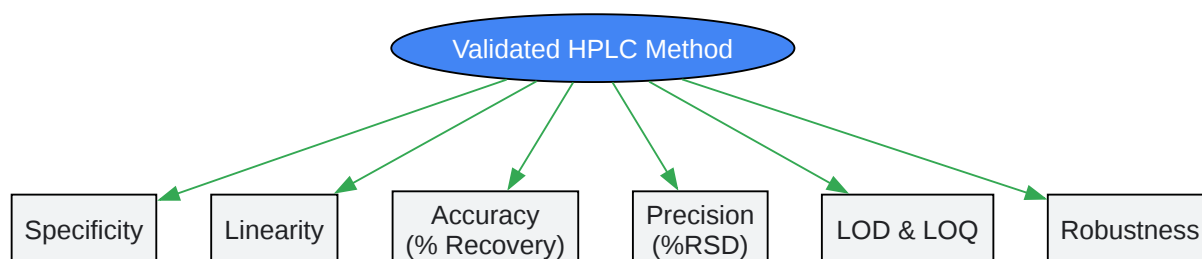 Validated HPLC Method
Specificity
Linearity
Accuracy
(% Recovery)
Precision
(%RSD)
LOD & LOQ
Robustness